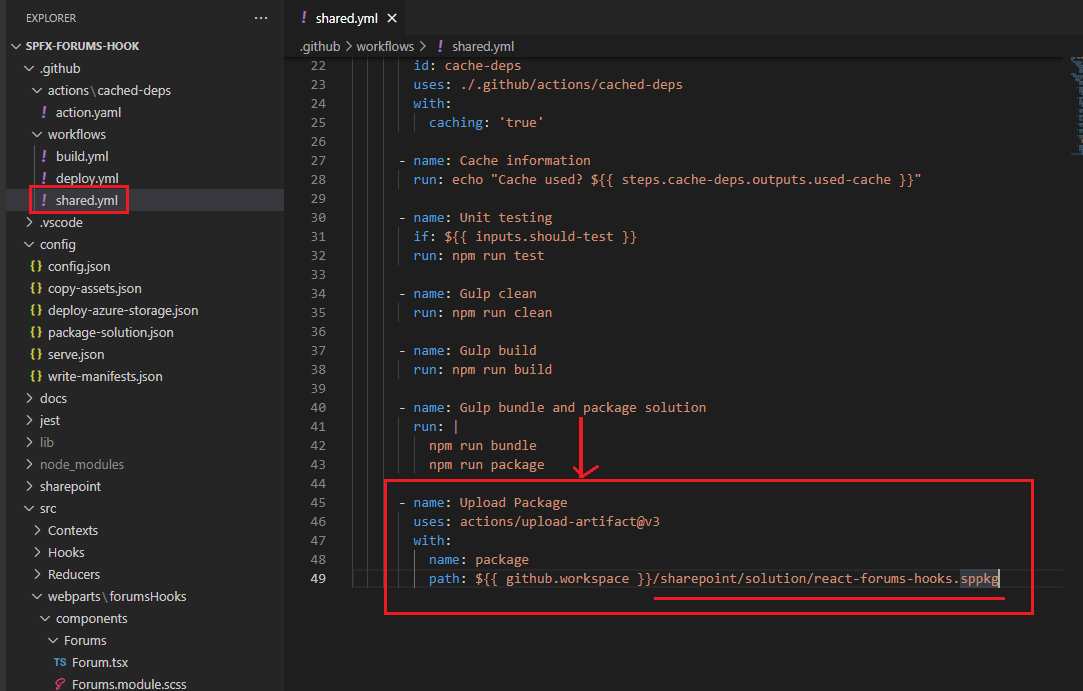 EXPLORER
...
SPFX-FORUMS-HOOK
.github
actions\cached-deps
! action.yaml
workflows
! build.yml
! deploy.yml
! shared.yml
.vscode
config
{} config.json
{} copy-assets.json
{} deploy-azure-storage.json
{} package-solution.json
{} serve.json
{} write-manifests.json
docs
jest
lib
node_modules
sharepoint
src
Contexts
Hooks
Reducers
webparts\forumsHooks
components
Forums
TS Forum.tsx
Forums.module.scss
! shared.yml ×
.github > workflows > ! shared.yml
22 id: cache-deps
23 uses: ./.github/actions/cached-deps
24 with:
25 caching: 'true'
26
27 - name: Cache information
28 run: echo "Cache used? ${{ steps.cache-deps.outputs.used-cache }}"
29
30 - name: Unit testing
31 if: ${{ inputs.should-test }}
32 run: npm run test
33
34 - name: Gulp clean
35 run: npm run clean
36
37 - name: Gulp build
38 run: npm run build
39
40 - name: Gulp bundle and package solution
41 run: |
42 npm run bundle
43 npm run package
44
45 - name: Upload Package
46 uses: actions/upload-artifact@v3
47 with:
48 name: package
49 path: ${{ github.workspace }}/sharepoint/solution/react-forums-hooks.sppkg